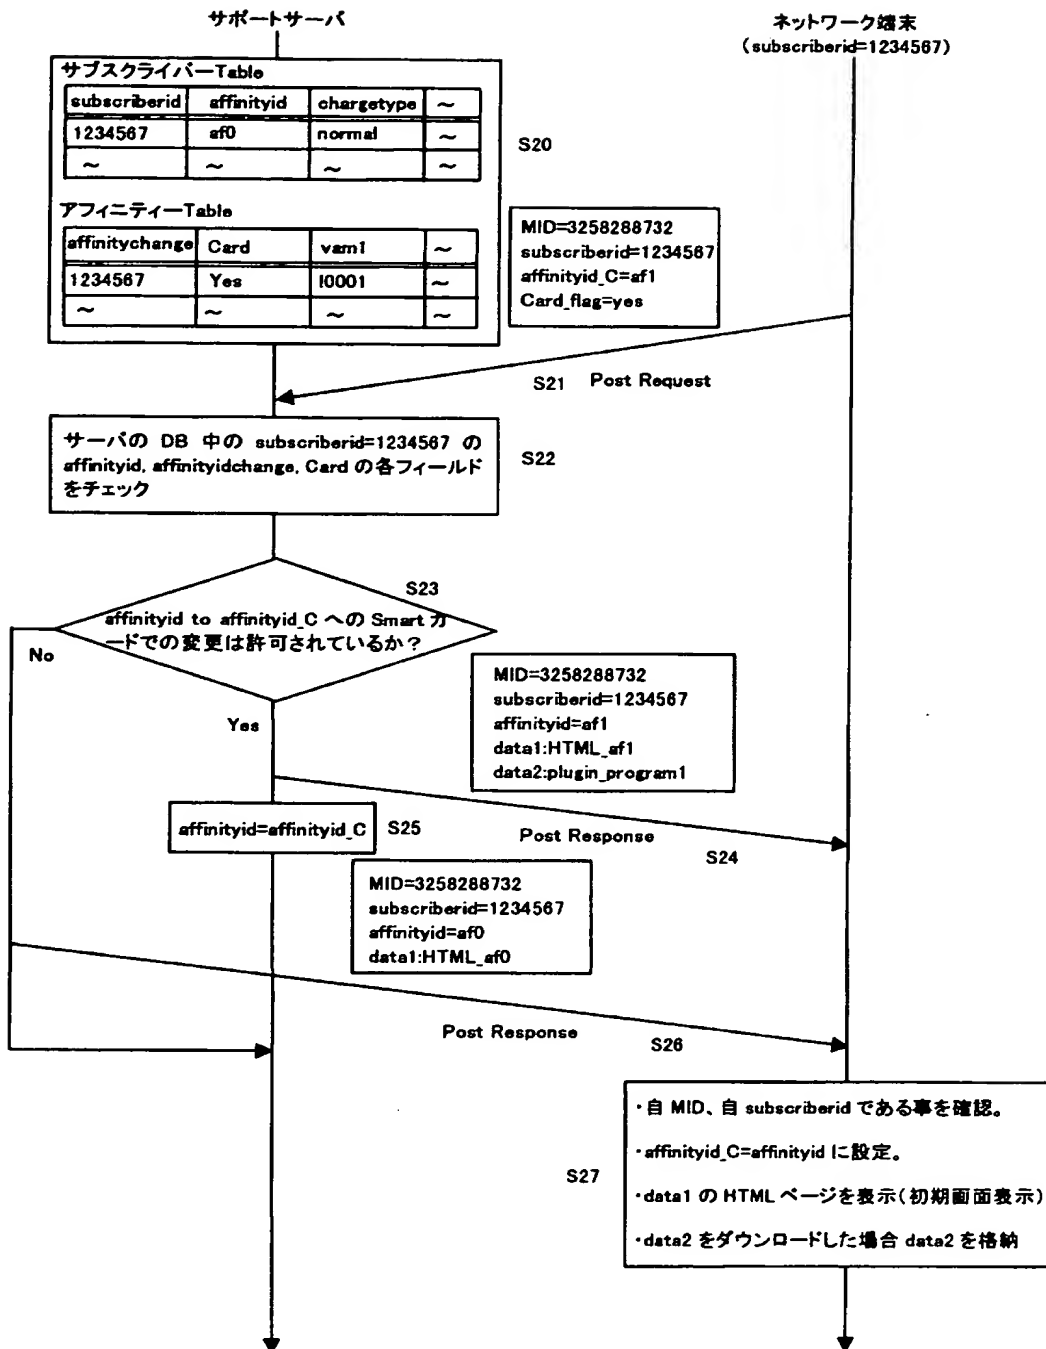 サポートサーバ
ネットワーク端末
(subscriberid=1234567)
サブスクライバーTable
subscriberid affinityid chargetype ～
1234567 af0 normal ～
～ ～ ～ ～
S20
アフィニティーTable
affinitychange Card vam1 ～
1234567 Yes I0001 ～
～ ～ ～ ～
MID=3258288732
subscriberid=1234567
affinityid_C=af1
Card_flag=yes
S21 Post Request
サーバの DB 中の subscriberid=1234567 の
affinityid, affinityidchange, Card の各フィールド
をチェック
S22
S23
affinityid to affinityid_C への Smart カ
ードでの変更は許可されているか？
No
Yes
MID=3258288732
subscriberid=1234567
affinityid=af1
data1:HTML_af1
data2:plugin_program1
affinityid=affinityid_C S25
Post Response
S24
MID=3258288732
subscriberid=1234567
affinityid=af0
data1:HTML_af0
Post Response
S26
S27
・自 MID、自 subscriberid である事を確認。
・affinityid_C=affinityid に設定。
・data1 の HTML ページを表示(初期画面表示)
・data2 をダウンロードした場合 data2 を格納